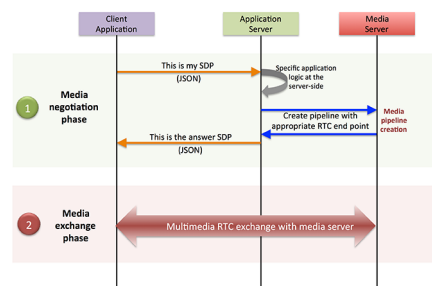 Client
Application
Application
Server
Media
Server
This is my SDP
(JSON)
Specific application
logic at the
server-side
1
Media
negotiation
phase
Create pipeline with
appropriate RTC end point
Media
pipeline
creation
This is the answer SDP
(JSON)
2
Media
exchange
phase
Multimedia RTC exchange with media server